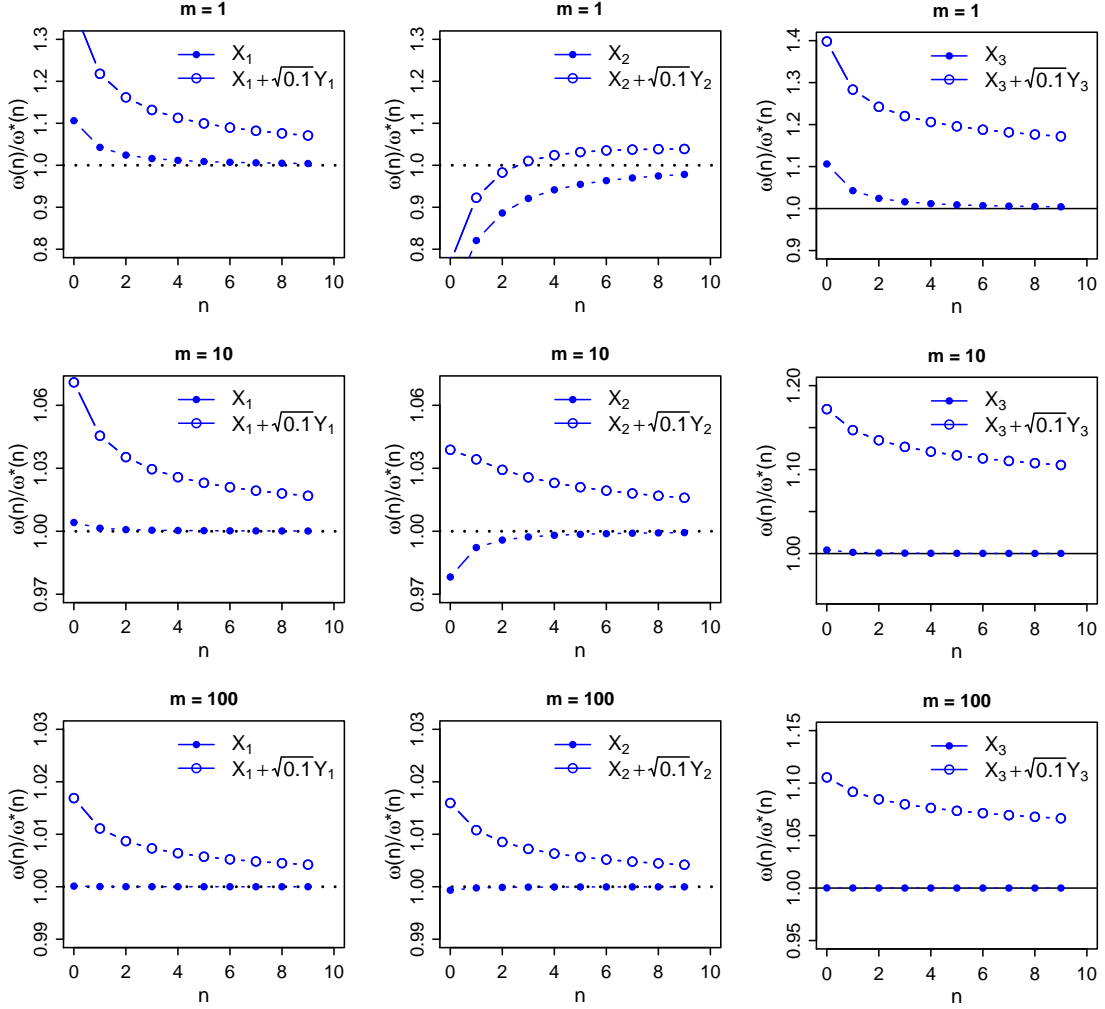 m = 1
ω(n)/ω*(n)
1.3
1.2
1.1
1.0
0.9
0.8
X1
X1+√0.1Y1
0 2 4 6 8 10
n
m = 1
ω(n)/ω*(n)
1.3
1.2
1.1
1.0
0.9
0.8
X2
X2+√0.1Y2
0 2 4 6 8 10
n
m = 1
ω(n)/ω*(n)
1.4
1.3
1.2
1.1
1.0
0.9
X3
X3+√0.1Y3
0 2 4 6 8 10
n
m = 10
ω(n)/ω*(n)
1.06
1.03
1.00
0.97
X1
X1+√0.1Y1
0 2 4 6 8 10
n
m = 10
ω(n)/ω*(n)
1.06
1.03
1.00
0.97
X2
X2+√0.1Y2
0 2 4 6 8 10
n
m = 10
ω(n)/ω*(n)
1.20
1.10
1.00
X3
X3+√0.1Y3
0 2 4 6 8 10
n
m = 100
ω(n)/ω*(n)
1.03
1.02
1.01
1.00
0.99
X1
X1+√0.1Y1
0 2 4 6 8 10
n
m = 100
ω(n)/ω*(n)
1.03
1.02
1.01
1.00
0.99
X2
X2+√0.1Y2
0 2 4 6 8 10
n
m = 100
ω(n)/ω*(n)
1.15
1.10
1.05
1.00
0.95
X3
X3+√0.1Y3
0 2 4 6 8 10
n